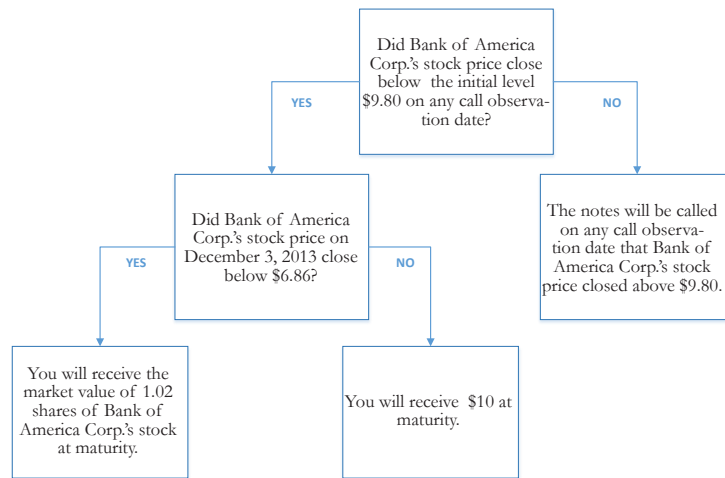 Did Bank of America
Corp.'s stock price close
below the initial level
$9.80 on any call observa-
tion date?
YES
NO
Did Bank of America
Corp.'s stock price on
December 3, 2013 close
below $6.86?
The notes will be called
on any call observa-
tion date that Bank of
America Corp.'s stock
price closed above $9.80.
YES
NO
You will receive the
market value of 1.02
shares of Bank of
America Corp.'s stock
at maturity.
You will receive $10 at
maturity.